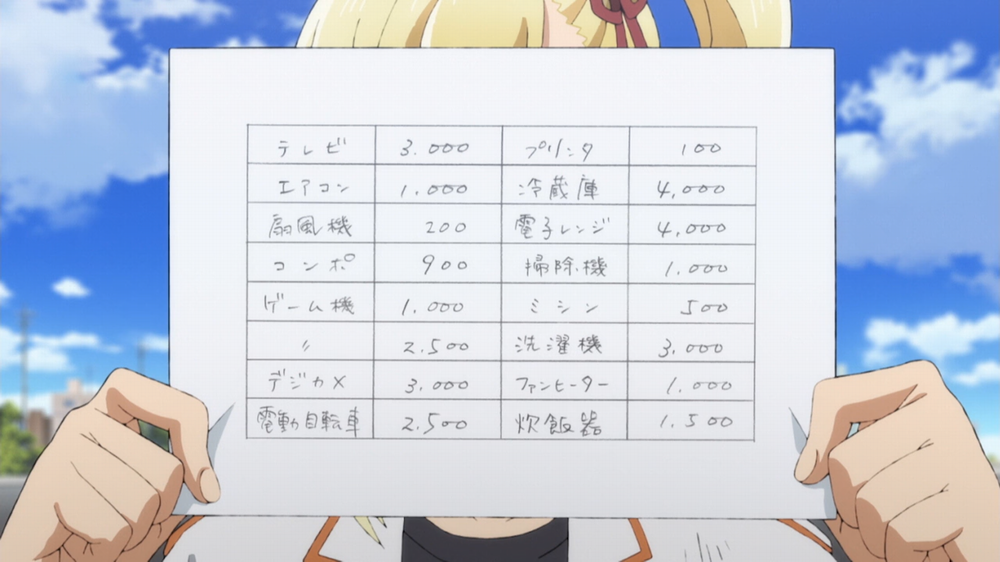 テレビ 3.000 プリンタ 100
エアコン 1.000 冷蔵庫 4,000
扇風機 200 電子レンジ 4,000
コンポ 900 掃除機 1.000
ゲーム機 1.000 ミシン 500
〃 2.500 洗濯機 3.000
デジカメ 3.000 ファンヒーター 1.000
電動自転車 2.500 炊飯器 1.500